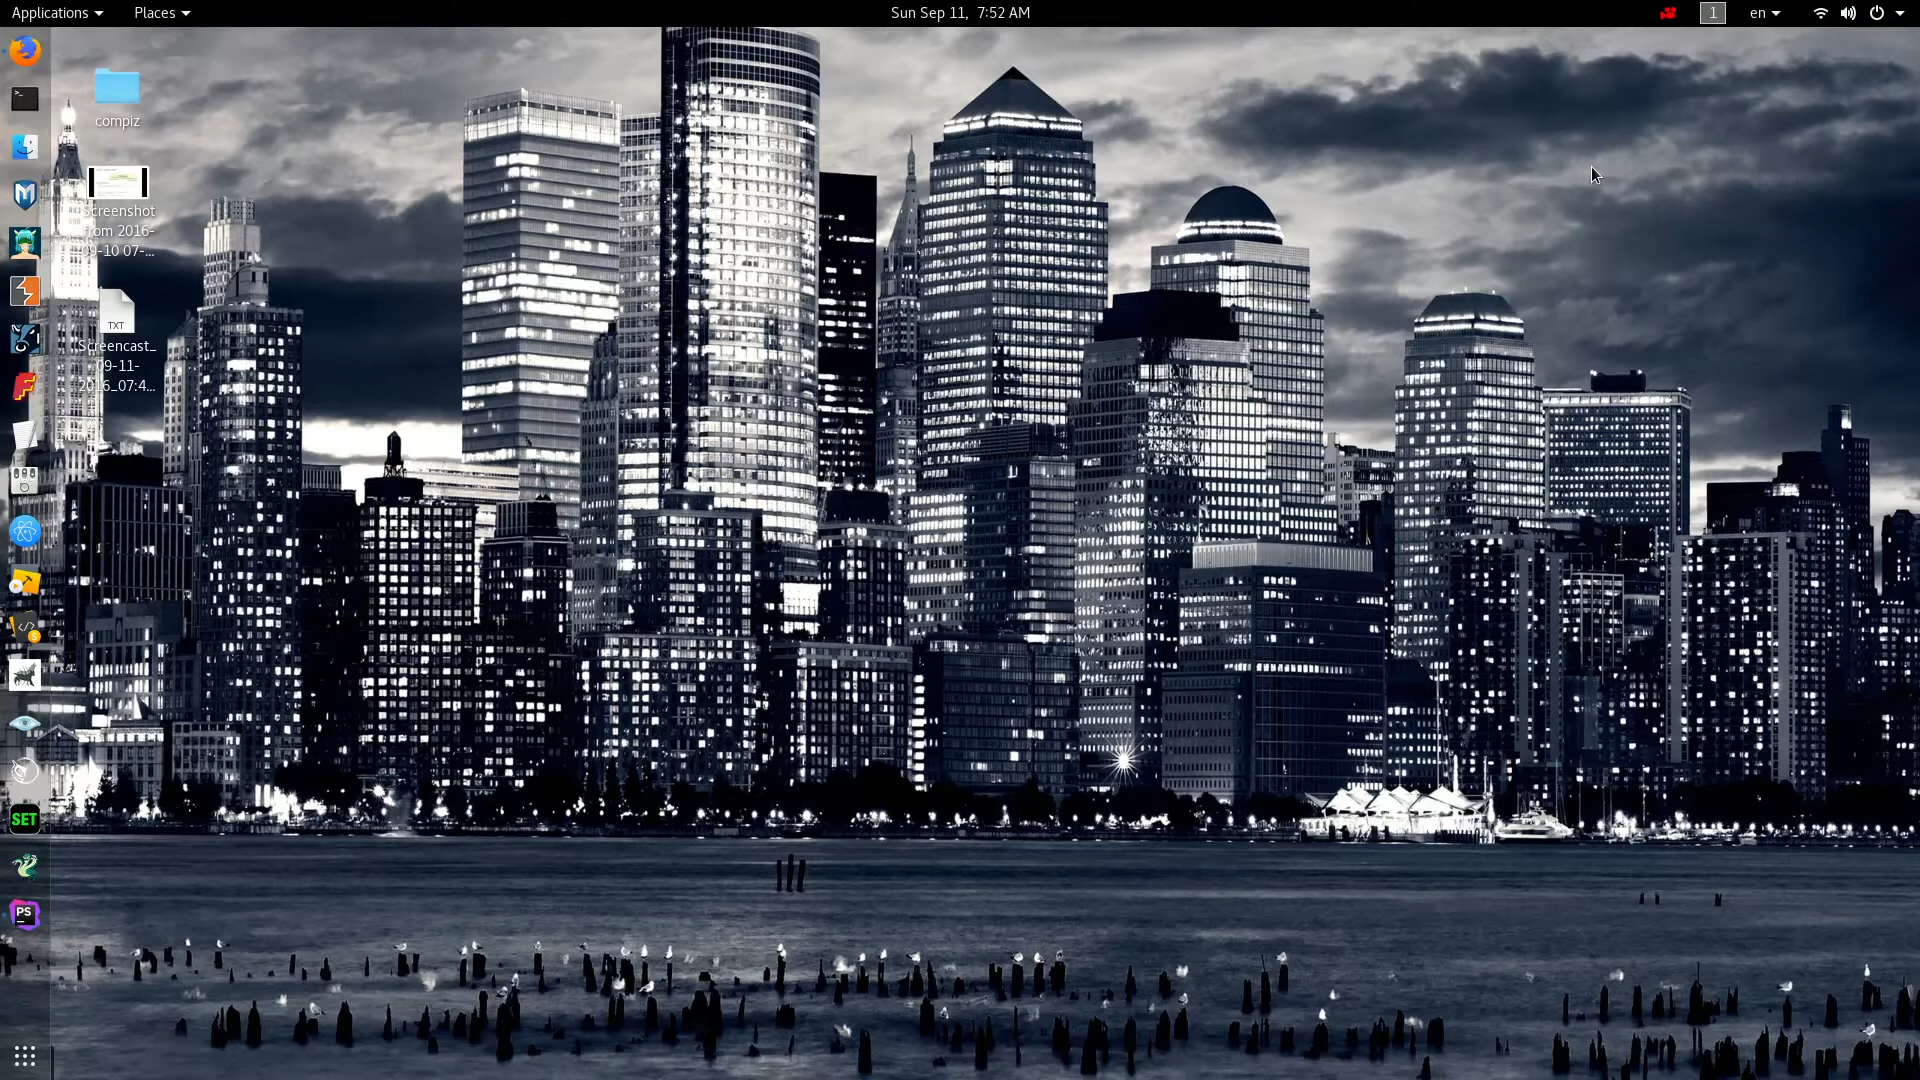 Applications Places Sun Sep 11, 7:52 AM 1 en
compiz
Screenshot
from 2016-
09-10 07-...
TXT
Screencast_
09-11-
2016_07:4...
SET
PS